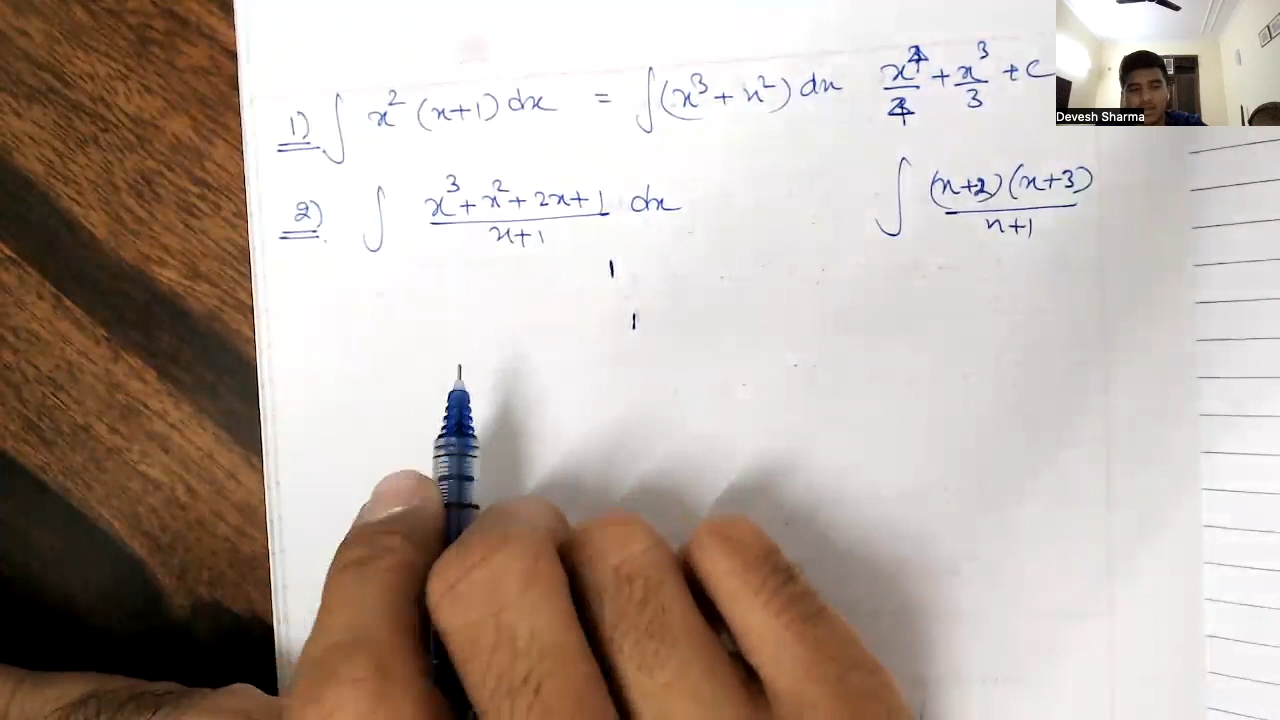 1) ∫ x² (x+1) dx = ∫(x³ + x²) dx x⁴/4 + x³/3 + c
2) ∫ x³ + x² + 2x + 1 / x+1 dx ∫ (x+2)(x+3) / x+1
Devesh Sharma